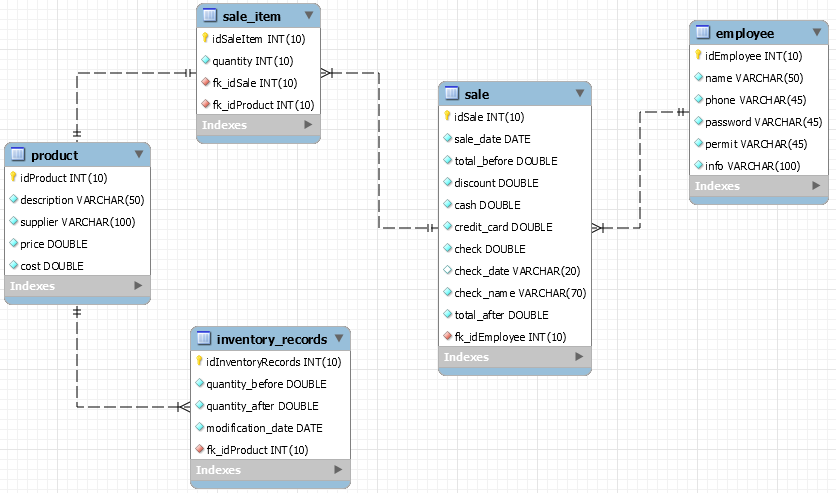 sale_item
idSaleItem INT(10)
quantity INT(10)
fk_idSale INT(10)
fk_idProduct INT(10)
Indexes
employee
idEmployee INT(10)
name VARCHAR(50)
phone VARCHAR(45)
password VARCHAR(45)
permit VARCHAR(45)
info VARCHAR(100)
Indexes
sale
idSale INT(10)
sale_date DATE
total_before DOUBLE
discount DOUBLE
cash DOUBLE
credit_card DOUBLE
check DOUBLE
check_date VARCHAR(20)
check_name VARCHAR(70)
total_after DOUBLE
fk_idEmployee INT(10)
Indexes
product
idProduct INT(10)
description VARCHAR(50)
supplier VARCHAR(100)
price DOUBLE
cost DOUBLE
Indexes
inventory_records
idInventoryRecords INT(10)
quantity_before DOUBLE
quantity_after DOUBLE
modification_date DATE
fk_idProduct INT(10)
Indexes